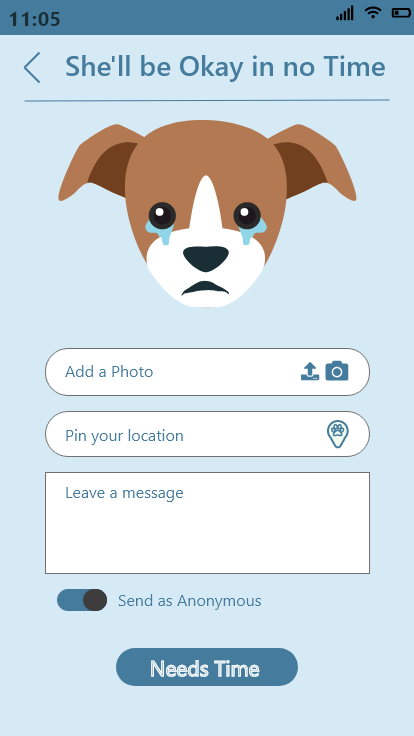 11:05
She'll be Okay in no Time
Add a Photo
Pin your location
Leave a message
Send as Anonymous
Needs Time